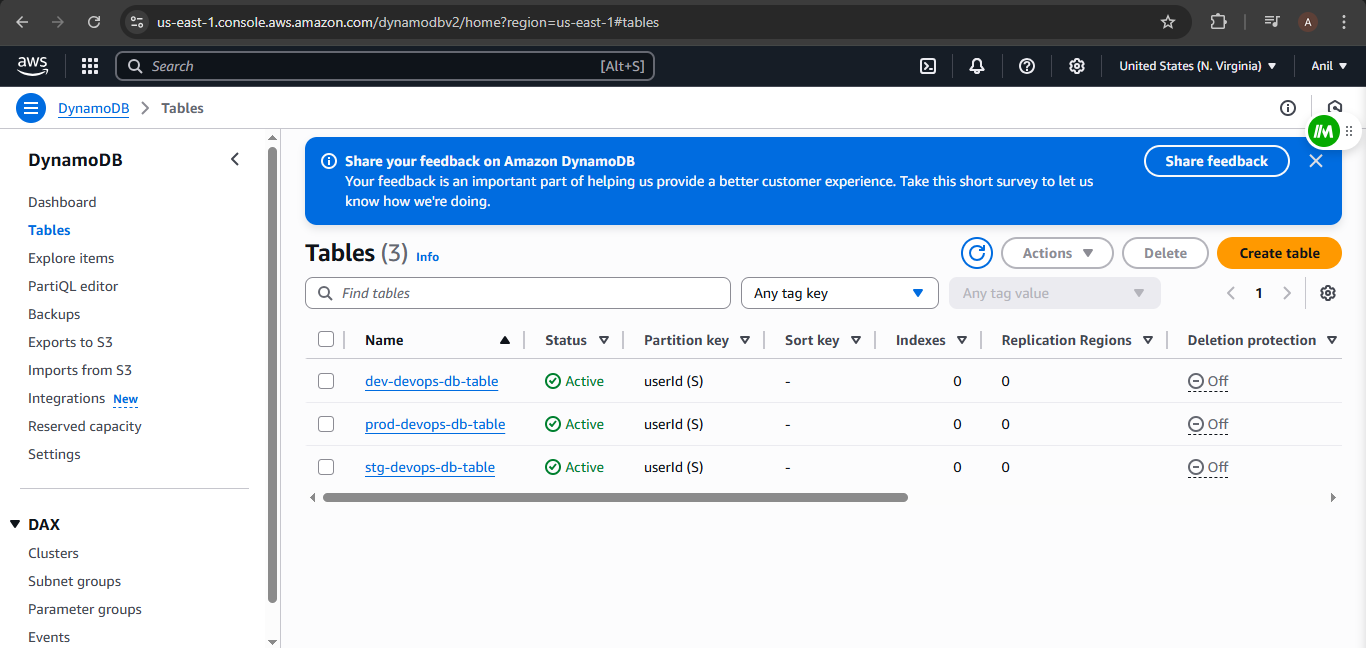 us-east-1.console.aws.amazon.com/dynamodbv2/home?region=us-east-1#tables
A
aws
Search [Alt+S]
United States (N. Virginia)
Anil
DynamoDB
Tables
DynamoDB
Dashboard
Tables
Explore items
PartiQL editor
Backups
Exports to S3
Imports from S3
Integrations New
Reserved capacity
Settings
DAX
Clusters
Subnet groups
Parameter groups
Events
Share your feedback on Amazon DynamoDB
Your feedback is an important part of helping us provide a better customer experience. Take this short survey to let us
know how we're doing.
Share feedback
Tables (3) Info
Actions
Delete
Create table
Find tables
Any tag key
Any tag value
1
Name Status Partition key Sort key Indexes Replication Regions Deletion protection
dev-devops-db-table Active userId (S) - 0 0 Off
prod-devops-db-table Active userId (S) - 0 0 Off
stg-devops-db-table Active userId (S) - 0 0 Off